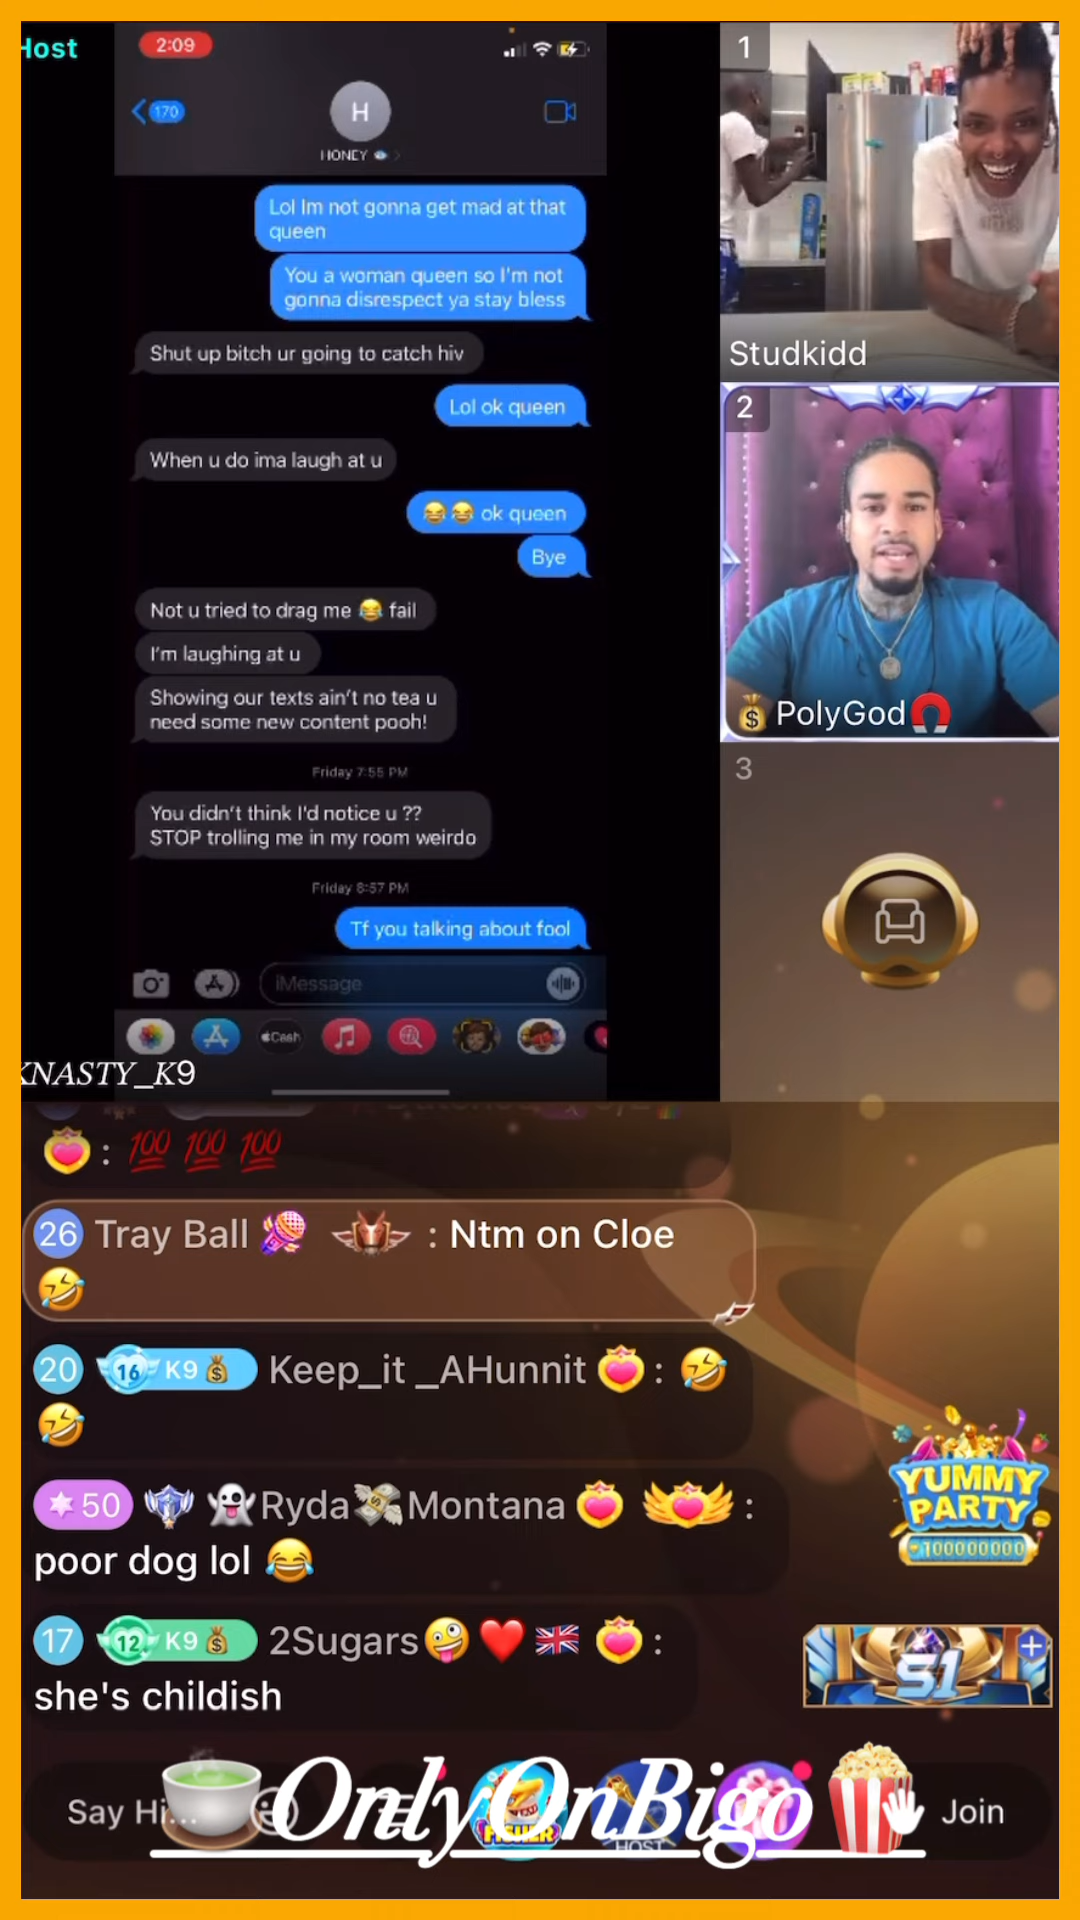 Host
2:09
170
H
HONEY
Lol Im not gonna get mad at that
queen
You a woman queen so I'm not
gonna disrespect ya stay bless
Shut up bitch ur going to catch hiv
Lol ok queen
When u do ima laugh at u
😂😂 ok queen
Bye
Not u tried to drag me 😂 fail
I'm laughing at u
Showing our texts ain't no tea u
need some new content pooh!
Friday 7:55 PM
You didn't think I'd notice u ??
STOP trolling me in my room weirdo
Friday 8:57 PM
Tf you talking about fool
iMessage
Cash
KNASTY_K9
1
Studkidd
2
💰PolyGod🧲
3
: 💯 💯 💯
26 Tray Ball : Ntm on Cloe
🤣
20 16 K9 💰 Keep_it _AHunnit : 🤣
🤣
50 👻Ryda💸Montana :
poor dog lol 😂
17 12 K9 💰 2Sugars🤪❤️🇬🇧 :
she's childish
YUMMY
PARTY
100000000
S1
Say Hi...
FISHER
HOST
Join
OnlyOnBigo